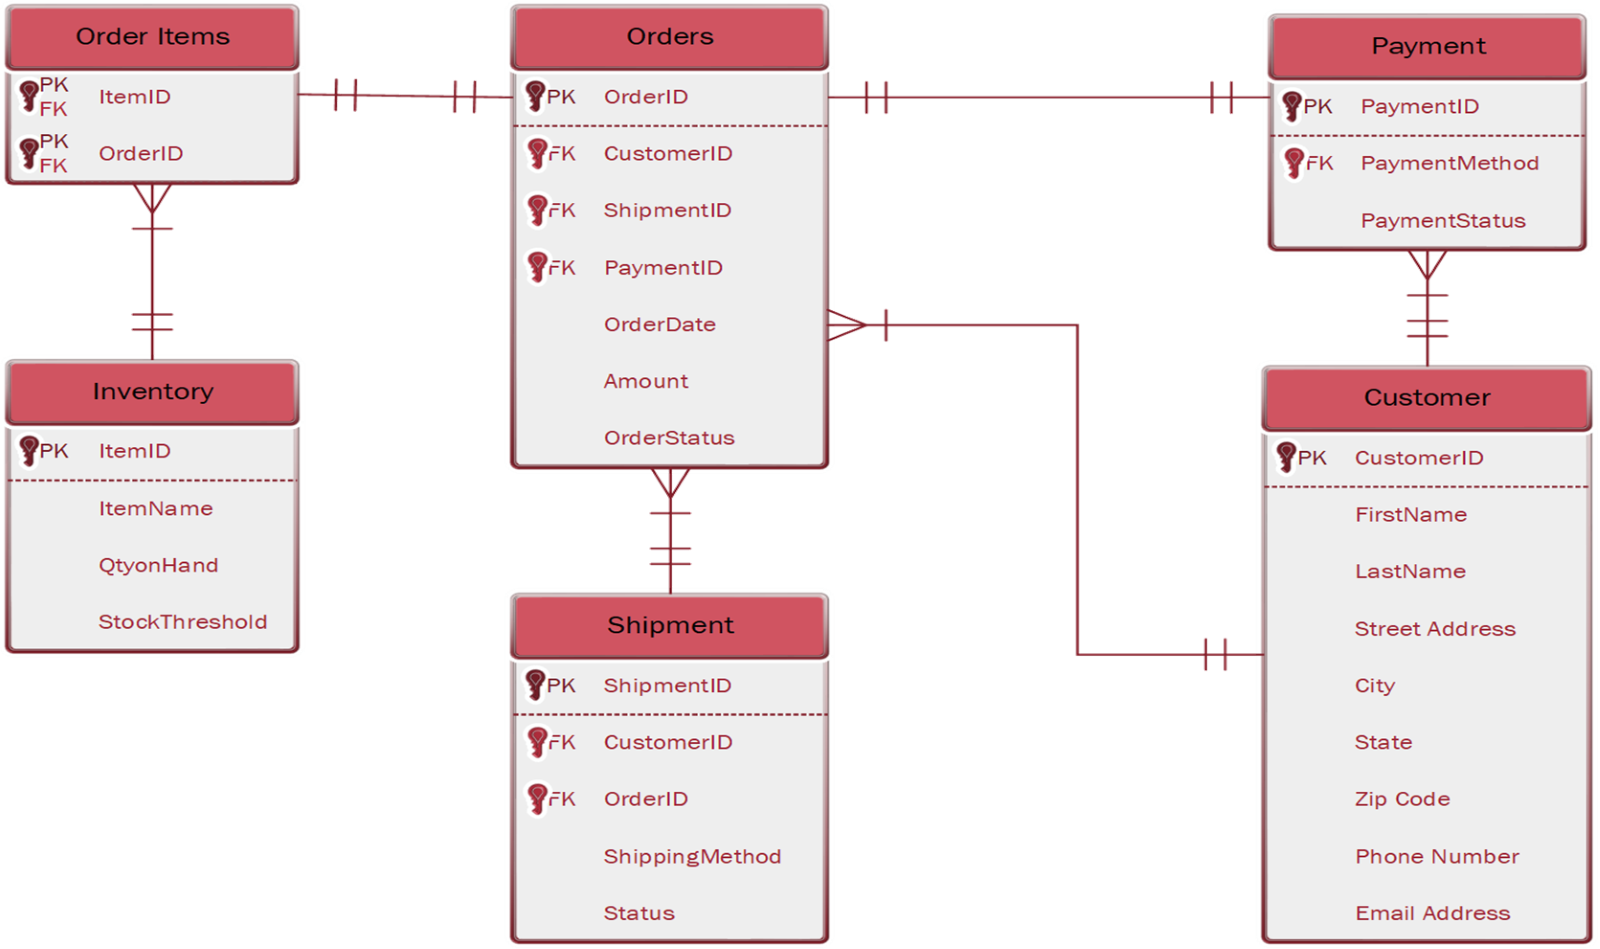 Order Items
PK
FK
ItemID
PK
FK
OrderID
Inventory
PK ItemID
ItemName
QtyonHand
StockThreshold
Orders
PK OrderID
FK CustomerID
FK ShipmentID
FK PaymentID
OrderDate
Amount
OrderStatus
Shipment
PK ShipmentID
FK CustomerID
FK OrderID
ShippingMethod
Status
Payment
PK PaymentID
FK PaymentMethod
PaymentStatus
Customer
PK CustomerID
FirstName
LastName
Street Address
City
State
Zip Code
Phone Number
Email Address